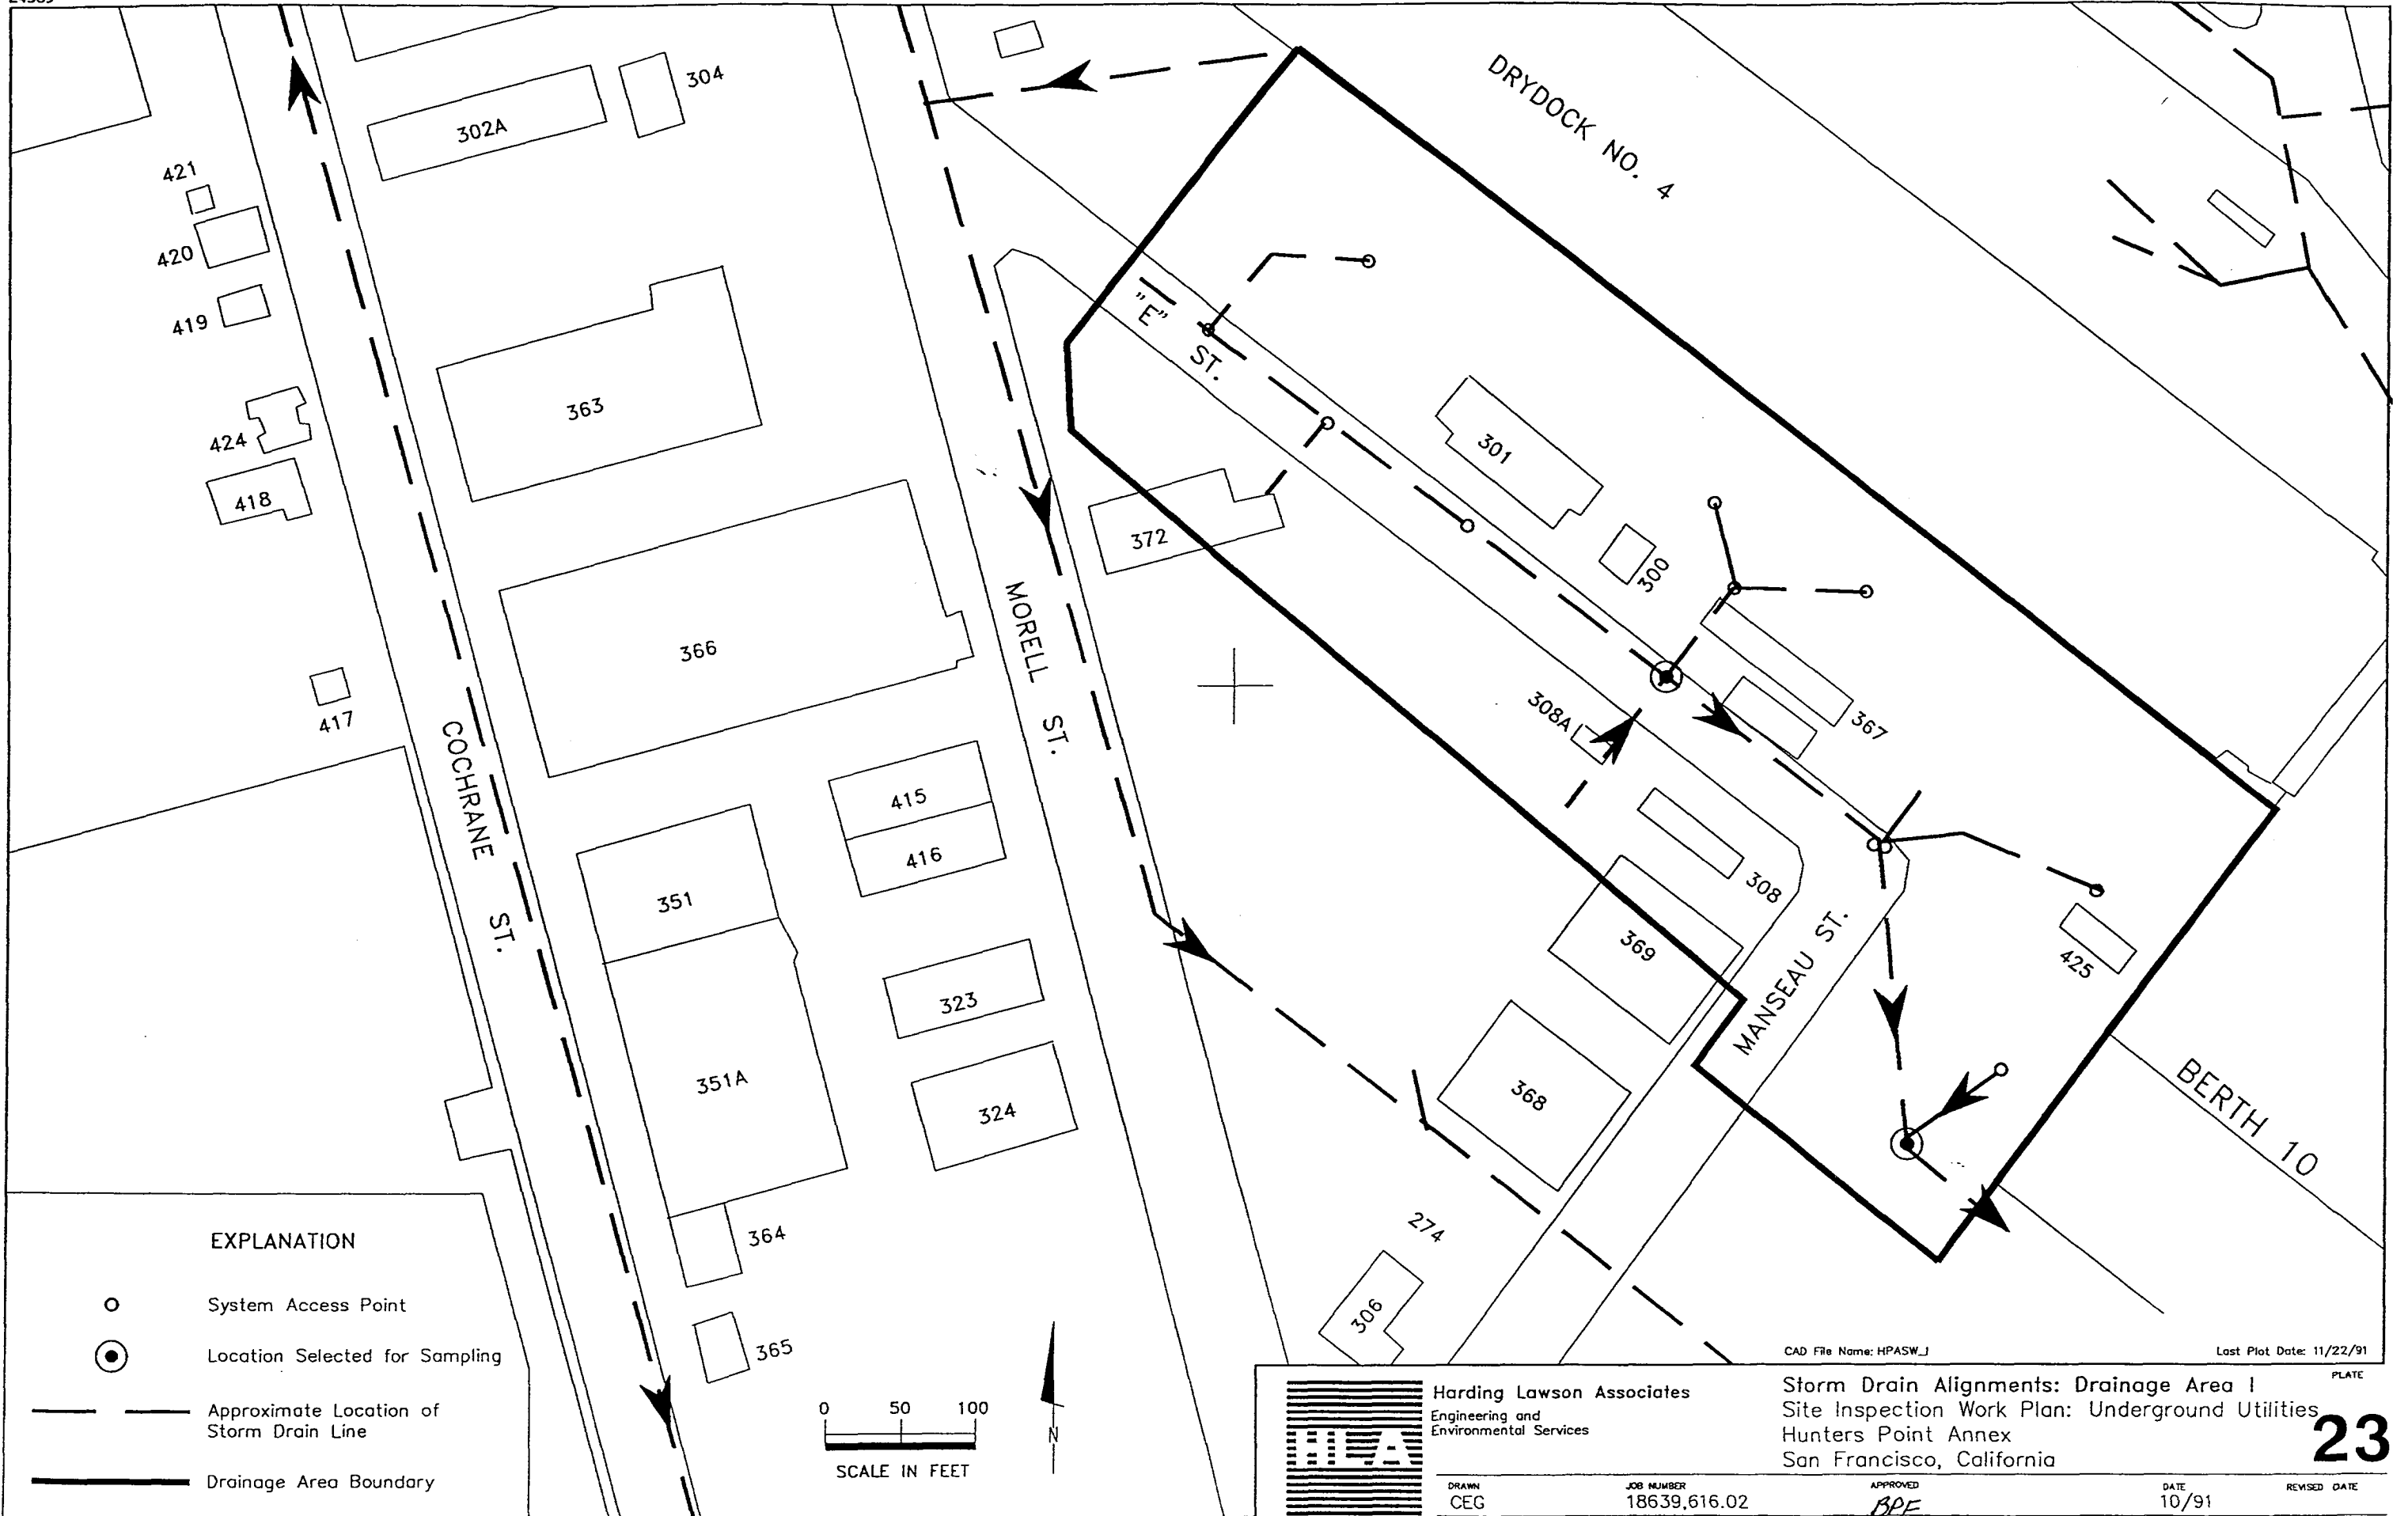 DRYDOCK NO. 4
304
302A
421
420
419
"E" ST.
363
424
301
418
372
300
MORELL ST.
366
308A
367
417
COCHRANE ST.
415
416
308
351
369
MANSEAU ST.
425
323
351A
324
368
BERTH 10
274
364
306
365
EXPLANATION
System Access Point
Location Selected for Sampling
Approximate Location of
Storm Drain Line
Drainage Area Boundary
0 50 100
SCALE IN FEET
N
CAD File Name: HPASW_J
Last Plot Date: 11/22/91
HLA
Harding Lawson Associates
Engineering and
Environmental Services
Storm Drain Alignments: Drainage Area I
Site Inspection Work Plan: Underground Utilities
Hunters Point Annex
San Francisco, California
PLATE
23
DRAWN
CEG
JOB NUMBER
18639,616.02
APPROVED
BPF
DATE
10/91
REVISED DATE